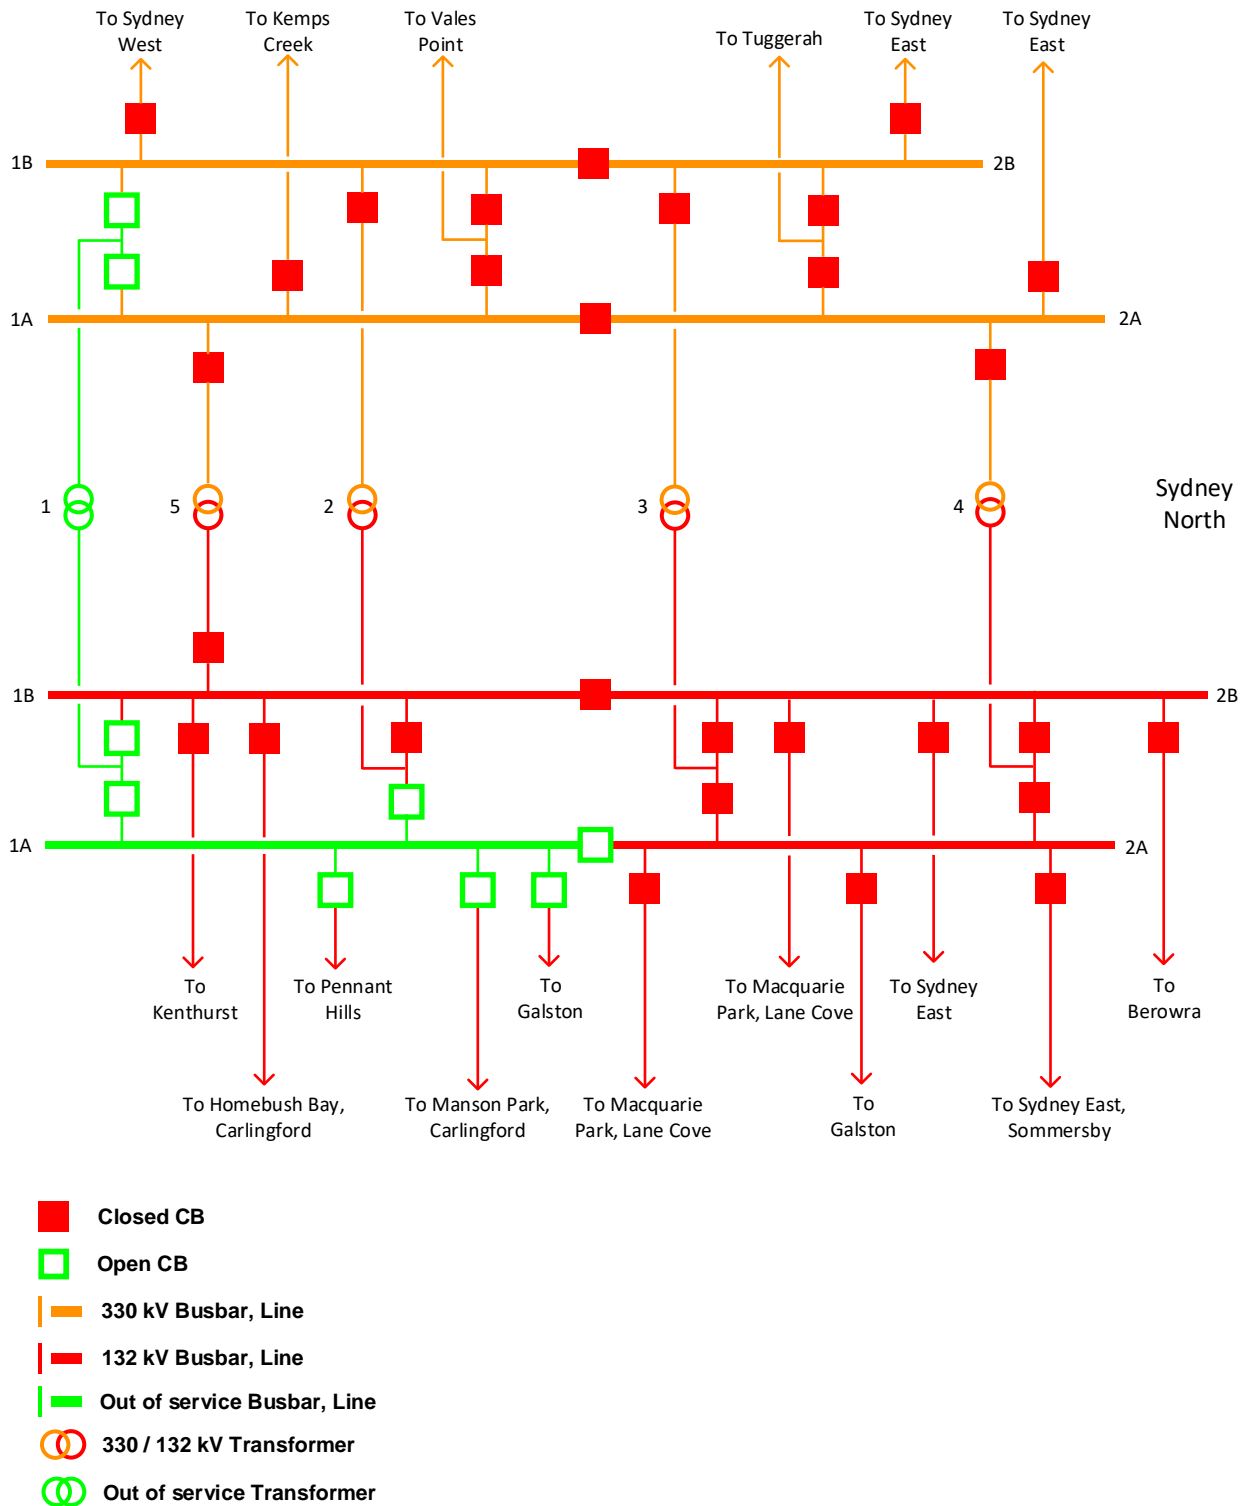 To Sydney
West
To Kemps
Creek
To Vales
Point
To Tuggerah
To Sydney
East
To Sydney
East
1B
2B
1A
2A
1
5
2
3
4
Sydney
North
1B
2B
1A
2A
To
Kenthurst
To Pennant
Hills
To
Galston
To Macquarie
Park, Lane Cove
To Sydney
East
To
Berowra
To Homebush Bay,
Carlingford
To Manson Park,
Carlingford
To Macquarie
Park, Lane Cove
To
Galston
To Sydney East,
Sommersby
Closed CB
Open CB
330 kV Busbar, Line
132 kV Busbar, Line
Out of service Busbar, Line
330 / 132 kV Transformer
Out of service Transformer